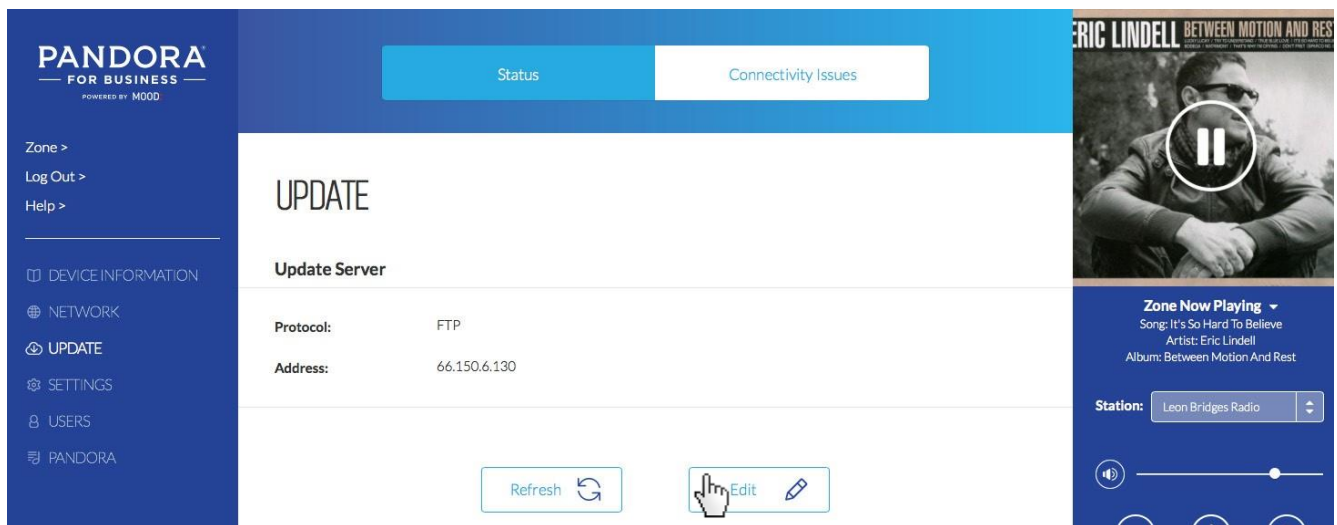 PANDORA
FOR BUSINESS
POWERED BY MOOD:
Zone >
Log Out >
Help >
DEVICE INFORMATION
NETWORK
UPDATE
SETTINGS
USERS
PANDORA
Status
Connectivity Issues
UPDATE
Update Server
Protocol: FTP
Address: 66.150.6.130
Refresh
Edit
ERIC LINDELL BETWEEN MOTION AND RES
Zone Now Playing
Song: It's So Hard To Believe
Artist: Eric Lindell
Album: Between Motion And Rest
Station: Leon Bridges Radio